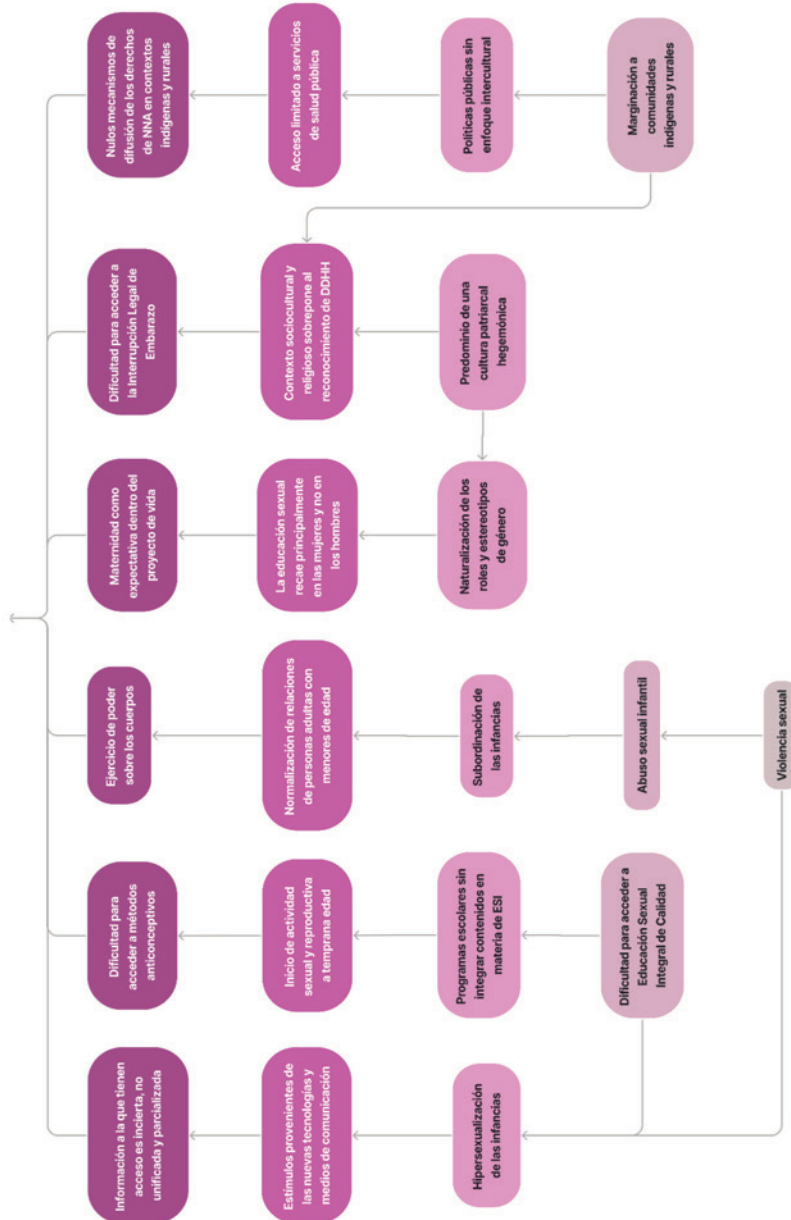 Información a la que tienen
acceso es incierta, no
unificada y parcializada
Dificultad para
acceder a métodos
anticonceptivos
Ejercicio de poder
sobre los cuerpos
Maternidad como
expectativa dentro del
proyecto de vida
Dificultad para acceder a
la Interrupción Legal de
Embarazo
Nulos mecanismos de
difusión de los derechos
de NNA en contextos
indígenas y rurales
Estímulos provenientes de
las nuevas tecnologías y
medios de comunicación
Inicio de actividad
sexual y reproductiva
a temprana edad
Normalización de relaciones
de personas adultas con
menores de edad
La educación sexual
recae principalmente
en las mujeres y no en
los hombres
Contexto sociocultural y
religioso sobrepone al
reconocimiento de DDHH
Acceso limitado a servicios
de salud pública
Hipersexualización
de las infancias
Programas escolares sin
integrar contenidos en
materia de ESI
Subordinación de
las infancias
Naturalización de los
roles y estereotipos
de género
Predominio de una
cultura patriarcal
hegemónica
Políticas públicas sin
enfoque intercultural
Dificultad para acceder a
Educación Sexual
Integral de Calidad
Abuso sexual infantil
Marginación a
comunidades
indígenas y rurales
Violencia sexual